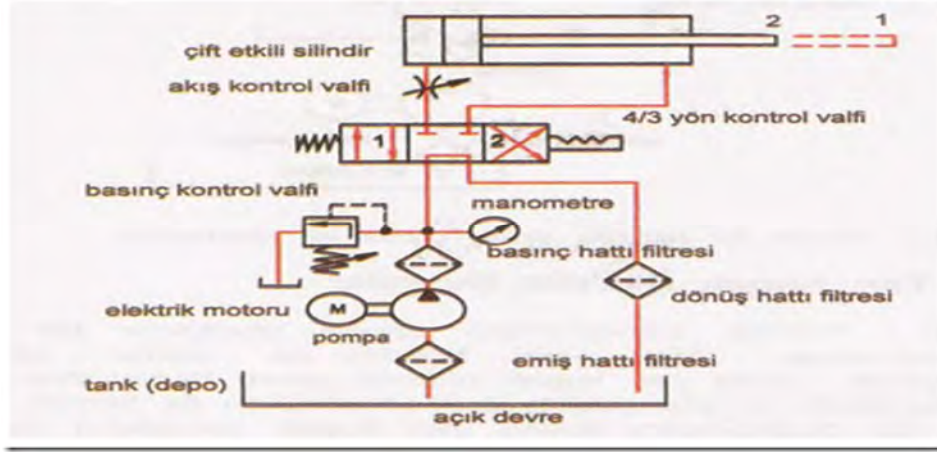 2 1
çift etkili silindir
akış kontrol valfi
4/3 yön kontrol valfi
1 2
basınç kontrol valfi
manometre
basınç hattı filtresi
elektrik motoru
M
dönüş hattı filtresi
pompa
emiş hattı filtresi
tank (depo)
açık devre